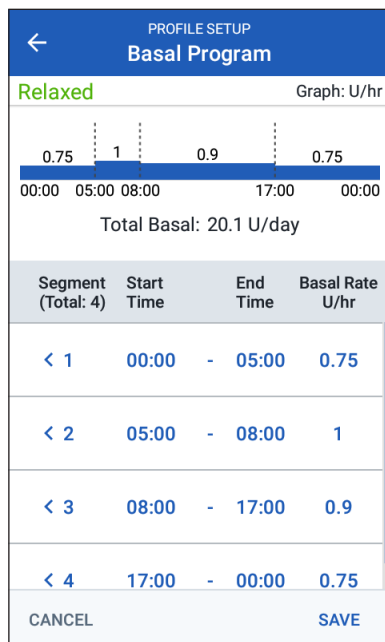 PROFILE SETUP
Basal Program
Relaxed Graph: U/hr
0.75 1 0.9 0.75
00:00 05:00 08:00 17:00 00:00
Total Basal: 20.1 U/day
Segment Start End Basal Rate
(Total: 4) Time Time U/hr
< 1 00:00 - 05:00 0.75
< 2 05:00 - 08:00 1
< 3 08:00 - 17:00 0.9
< 4 17:00 - 00:00 0.75
CANCEL SAVE